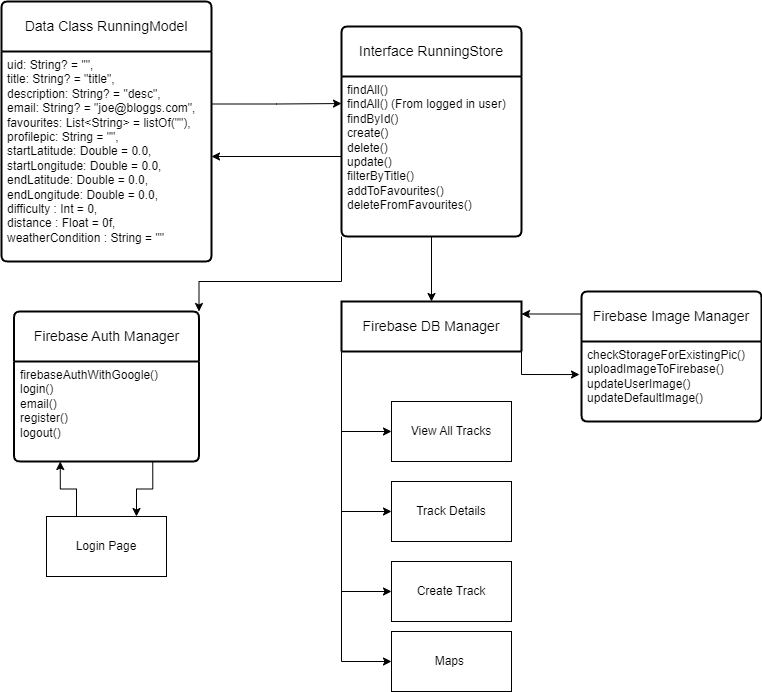 Data Class RunningModel
uid: String? = "",
title: String? = "title",
description: String? = "desc",
email: String? = "joe@bloggs.com",
favourites: List<String> = listOf(""),
profilepic: String = "",
startLatitude: Double = 0.0,
startLongitude: Double = 0.0,
endLatitude: Double = 0.0,
endLongitude: Double = 0.0,
difficulty : Int = 0,
distance : Float = 0f,
weatherCondition : String = ""
Interface RunningStore
findAll()
findAll() (From logged in user)
findById()
create()
delete()
update()
filterByTitle()
addToFavourites()
deleteFromFavourites()
Firebase Auth Manager
firebaseAuthWithGoogle()
login()
email()
register()
logout()
Login Page
Firebase DB Manager
Firebase Image Manager
checkStorageForExistingPic()
uploadImageToFirebase()
updateUserImage()
updateDefaultImage()
View All Tracks
Track Details
Create Track
Maps